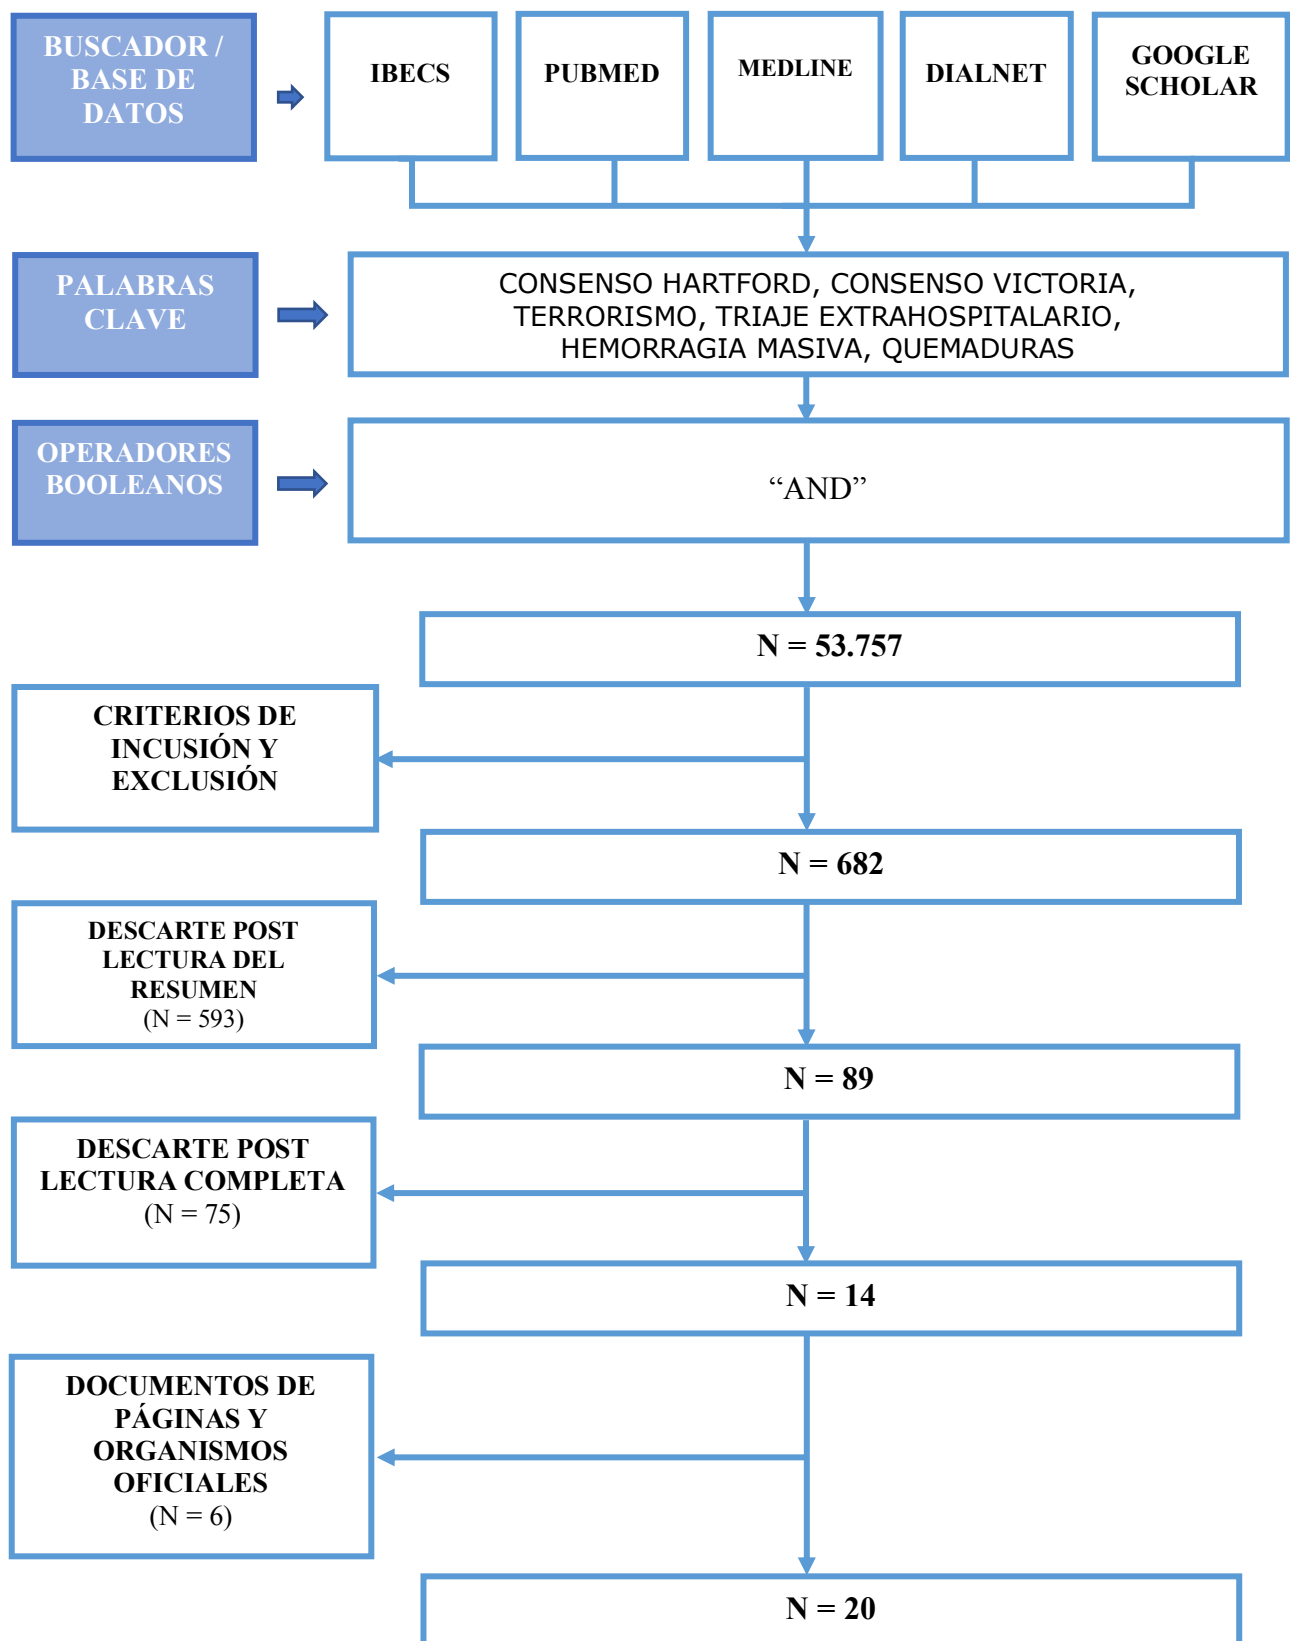 BUSCADOR /
BASE DE
DATOS
IBECS
PUBMED
MEDLINE
DIALNET
GOOGLE
SCHOLAR
PALABRAS
CLAVE
CONSENSO HARTFORD, CONSENSO VICTORIA,
TERRORISMO, TRIAJE EXTRAHOSPITALARIO,
HEMORRAGIA MASIVA, QUEMADURAS
OPERADORES
BOOLEANOS
“AND”
N = 53.757
CRITERIOS DE
INCUSIÓN Y
EXCLUSIÓN
N = 682
DESCARTE POST
LECTURA DEL
RESUMEN
(N = 593)
N = 89
DESCARTE POST
LECTURA COMPLETA
(N = 75)
N = 14
DOCUMENTOS DE
PÁGINAS Y
ORGANISMOS
OFICIALES
(N = 6)
N = 20